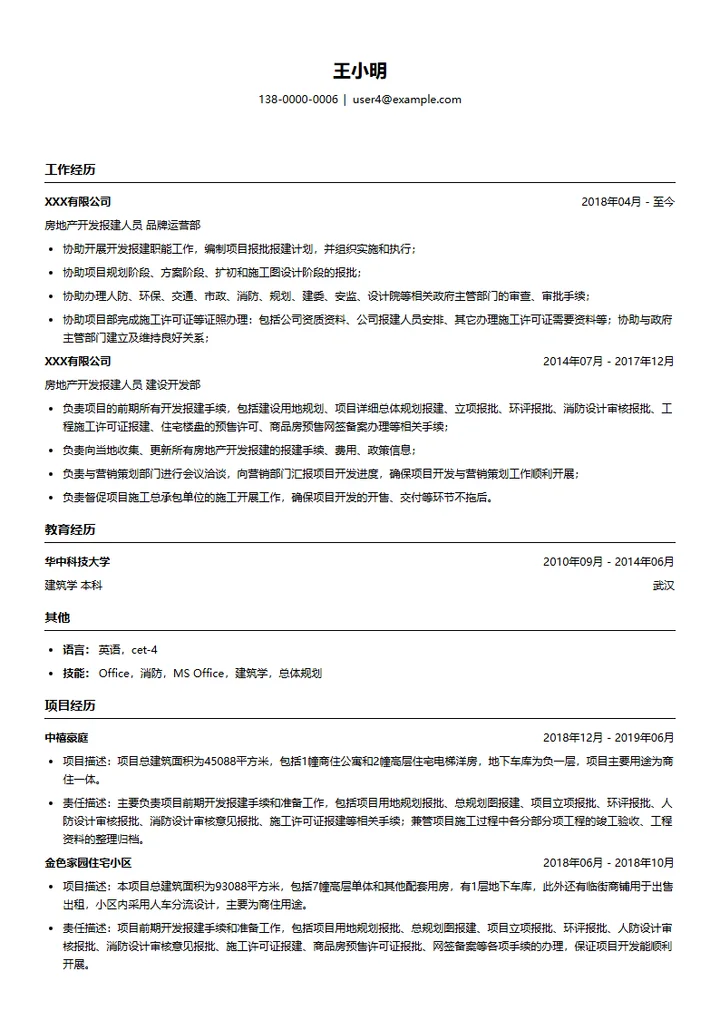 王小明
138-0000-0006 | user4@example.com
工作经历
XXX有限公司 2018年04月 - 至今
房地产开发报建人员 品牌运营部
• 协助开展开发报建职能工作，编制项目报批报建计划，并组织实施和执行；
• 协助项目规划阶段、方案阶段、扩初和施工图设计阶段的报批；
• 协助办理人防、环保、交通、市政、消防、规划、建委、安监、设计院等相关政府主管部门的审查、审批手续；
• 协助项目部完成施工许可证等证照办理：包括公司资质资料、公司报建人员安排、其它办理施工许可证需要资料等；协助与政府
主管部门建立及维持良好关系；
XXX有限公司 2014年07月 - 2017年12月
房地产开发报建人员 建设开发部
• 负责项目的前期所有开发报建手续，包括建设用地规划、项目详细总体规划报建、立项报批、环评报批、消防设计审核报批、工
程施工许可证报建、住宅楼盘的预售许可、商品房预售网签备案办理等相关手续；
• 负责向当地收集、更新所有房地产开发报建的报建手续、费用、政策信息；
• 负责与营销策划部门进行会议洽谈，向营销部门汇报项目开发进度，确保项目开发与营销策划工作顺利开展；
• 负责督促项目施工总承包单位的施工开展工作，确保项目开发的开售、交付等环节不拖后。
教育经历
华中科技大学 2010年09月 - 2014年06月
建筑学 本科 武汉
其他
• 语言： 英语，cet-4
• 技能： Office，消防，MS Office，建筑学，总体规划
项目经历
中禧豪庭 2018年12月 - 2019年06月
• 项目描述：项目总建筑面积为45088平方米，包括1幢商住公寓和2幢高层住宅电梯洋房，地下车库为负一层，项目主要用途为商
住一体。
• 责任描述：主要负责项目前期开发报建手续和准备工作，包括项目用地规划报批、总规划图报建、项目立项报批、环评报批、人
防设计审核报批、消防设计审核意见报批、施工许可证报建等相关手续；兼管项目施工过程中各分部分项工程的竣工验收、工程
资料的整理归档。
金色家园住宅小区 2018年06月 - 2018年10月
• 项目描述：本项目总建筑面积为93088平方米，包括7幢高层单体和其他配套用房，有1层地下车库，此外还有临街商铺用于出售
出租，小区内采用人车分流设计，主要为商住用途。
• 责任描述：项目前期开发报建手续和准备工作，包括项目用地规划报批、总规划图报建、项目立项报批、环评报批、人防设计审
核报批、消防设计审核意见报批、施工许可证报建、商品房预售许可证报批、网签备案等各项手续的办理，保证项目开发能顺利
开展。